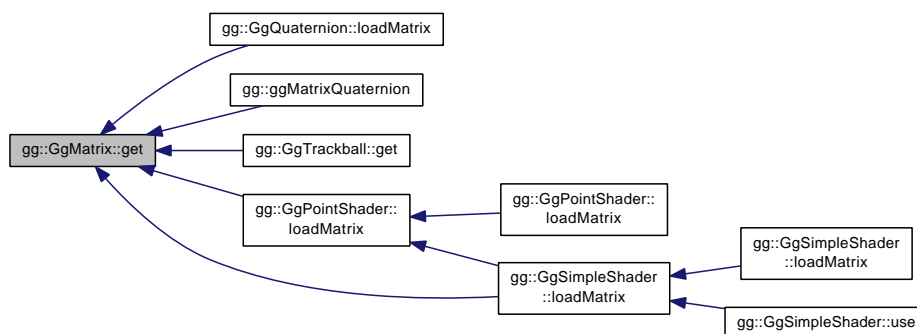 gg::GgQuaternion::loadMatrix
gg::ggMatrixQuaternion
gg::GgMatrix::get
gg::GgTrackball::get
gg::GgPointShader::
loadMatrix
gg::GgPointShader::
loadMatrix
gg::GgSimpleShader
::loadMatrix
gg::GgSimpleShader
::loadMatrix
gg::GgSimpleShader::use